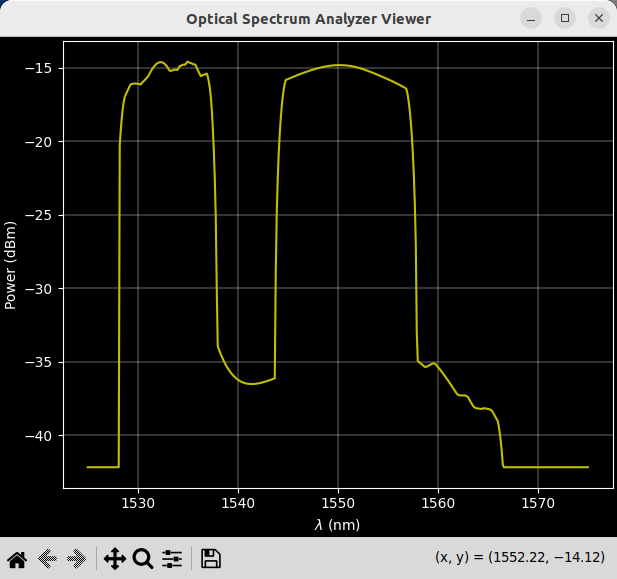 Optical Spectrum Analyzer Viewer
Power (dBm)
−15
−20
−25
−30
−35
−40
1530 1540 1550 1560 1570
λ (nm)
(x, y) = (1552.22, −14.12)